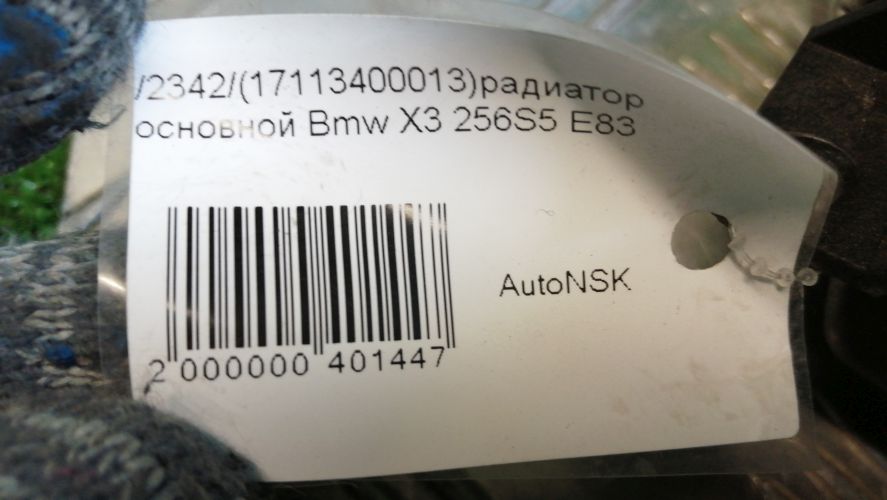 /2342/(17113400013)радиатор
основной Bmw X3 256S5 E83
AutoNSK
2 000000 401447